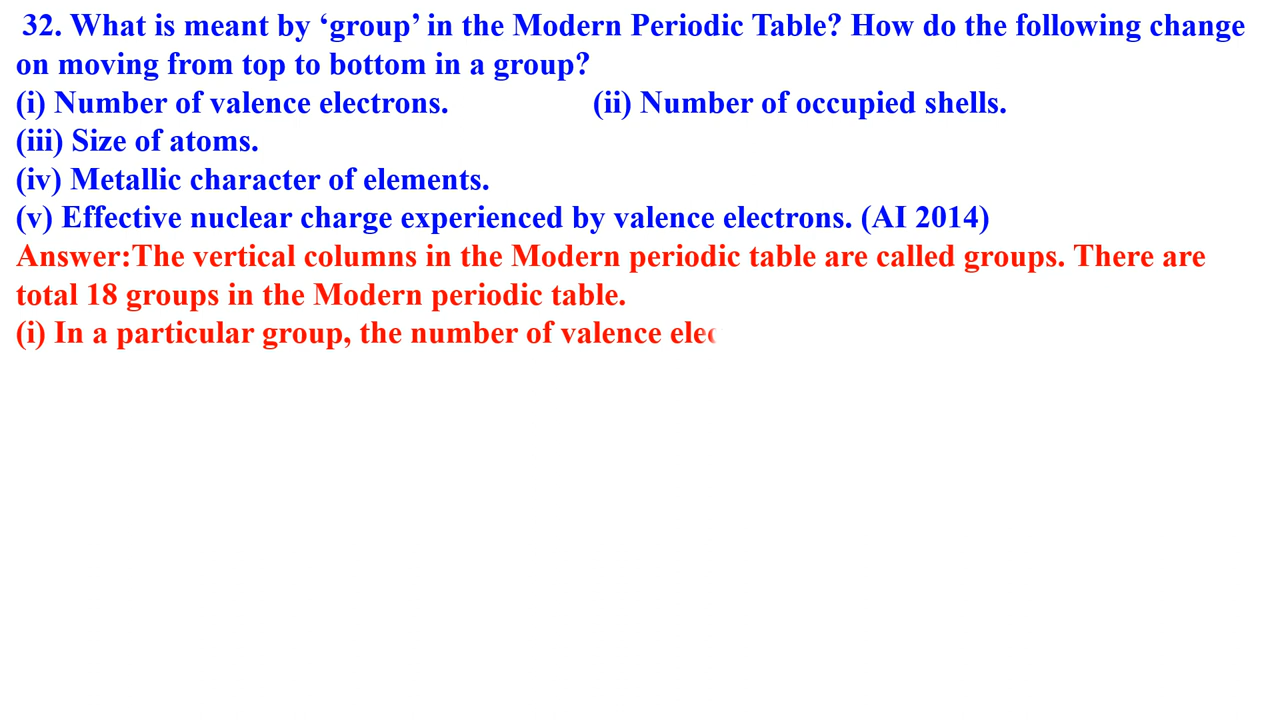 32. What is meant by ‘group’ in the Modern Periodic Table? How do the following change
on moving from top to bottom in a group?
(i) Number of valence electrons. (ii) Number of occupied shells.
(iii) Size of atoms.
(iv) Metallic character of elements.
(v) Effective nuclear charge experienced by valence electrons. (AI 2014)
Answer:The vertical columns in the Modern periodic table are called groups. There are
total 18 groups in the Modern periodic table.
(i) In a particular group, the number of valence elec